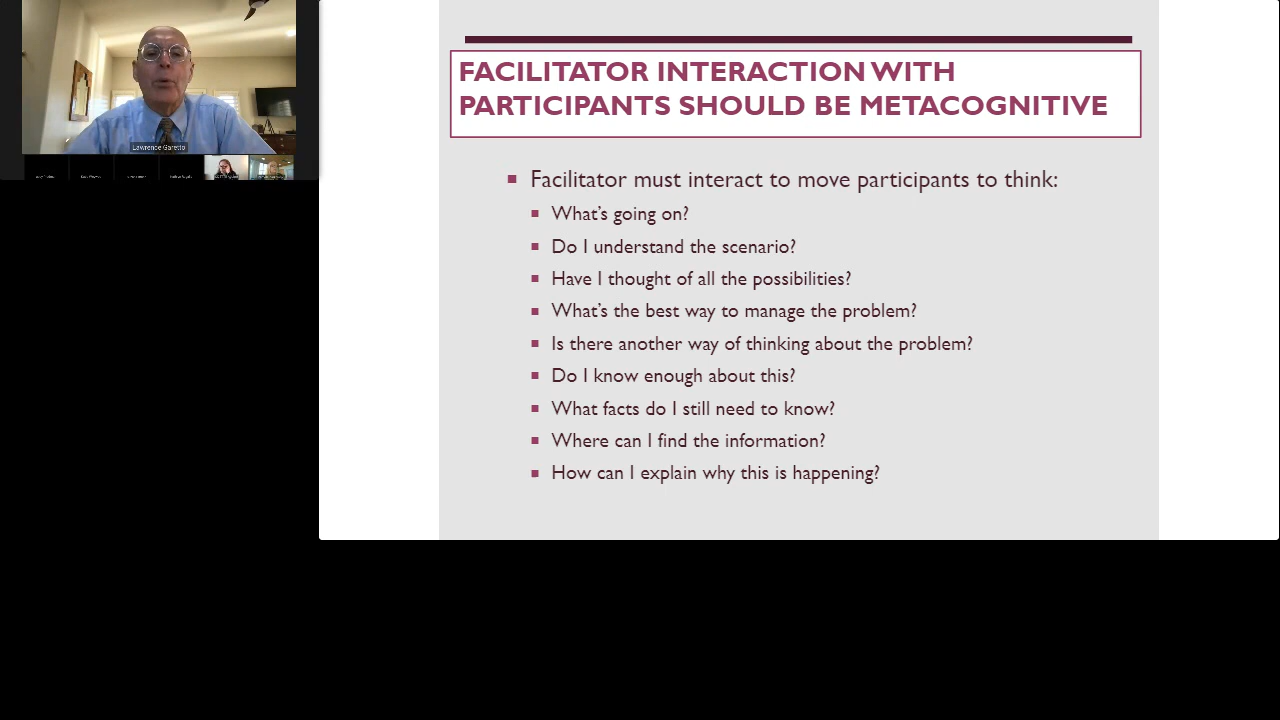 Lawrence Garetto
FACILITATOR INTERACTION WITH
PARTICIPANTS SHOULD BE METACOGNITIVE
Facilitator must interact to move participants to think:
What's going on?
Do I understand the scenario?
Have I thought of all the possibilities?
What's the best way to manage the problem?
Is there another way of thinking about the problem?
Do I know enough about this?
What facts do I still need to know?
Where can I find the information?
How can I explain why this is happening?